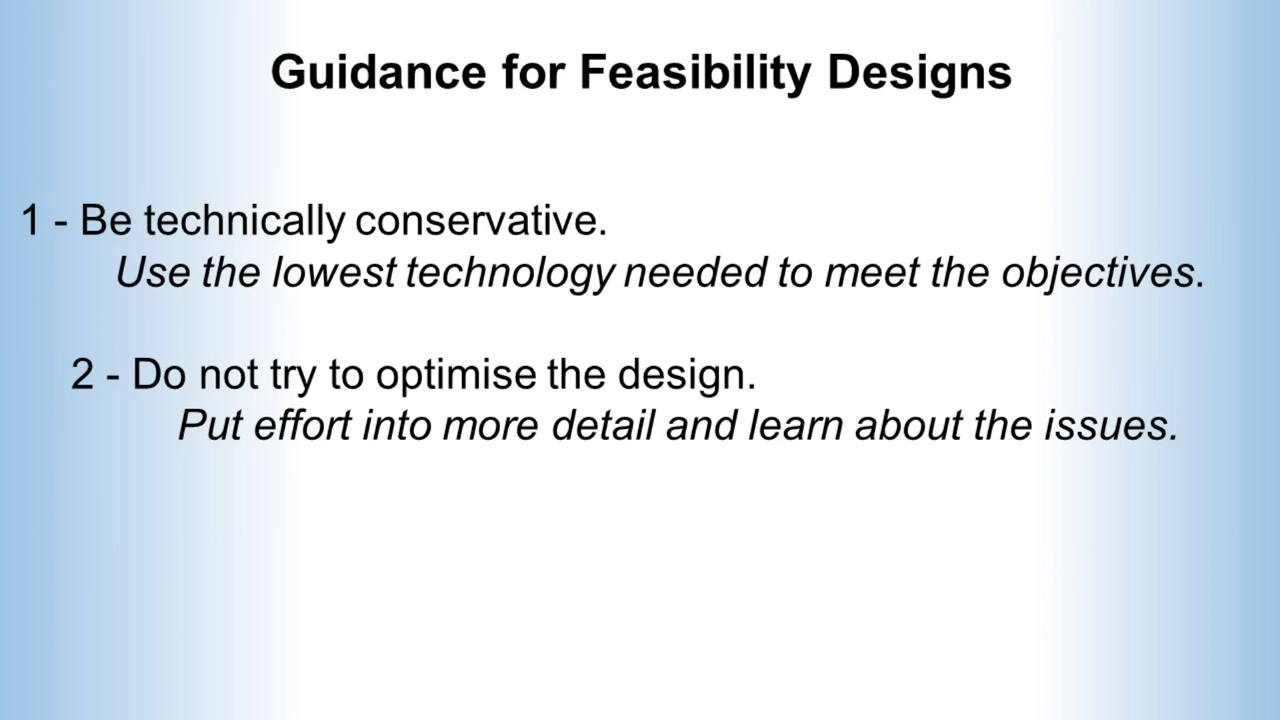 Guidance for Feasibility Designs
1 - Be technically conservative.
Use the lowest technology needed to meet the objectives.
2 - Do not try to optimise the design.
Put effort into more detail and learn about the issues.